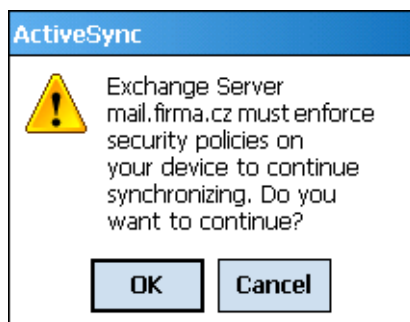 ActiveSync
Exchange Server
mail.firma.cz must enforce
security policies on
your device to continue
synchronizing. Do you
want to continue?
OK Cancel